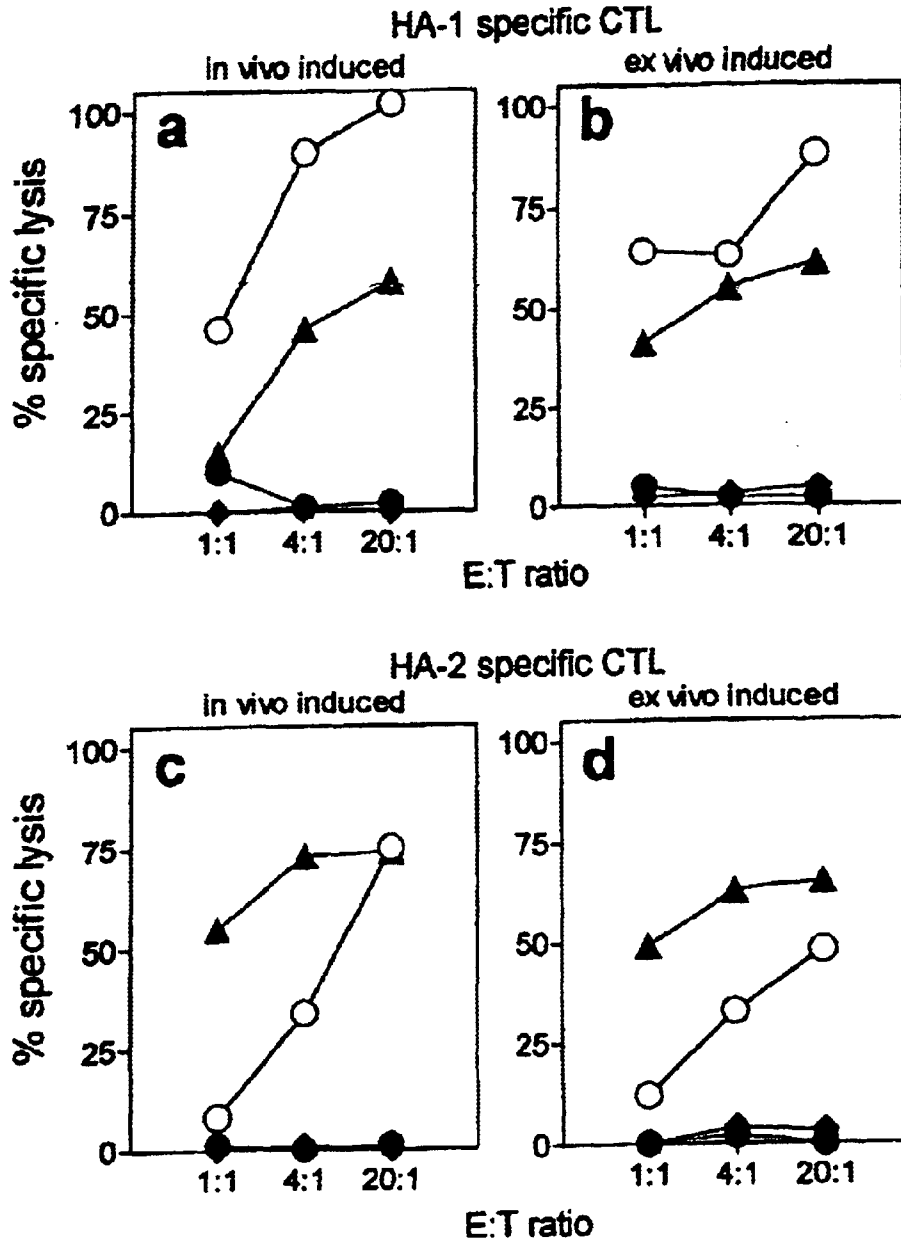 HA-1 specific CTL
in vivo induced
ex vivo induced
a
b
% specific lysis
100
75
50
25
0
100
75
50
25
0
1:1 4:1 20:1
1:1 4:1 20:1
E:T ratio
HA-2 specific CTL
in vivo induced
ex vivo induced
c
d
% specific lysis
100
75
50
25
0
100
75
50
25
0
1:1 4:1 20:1
1:1 4:1 20:1
E:T ratio